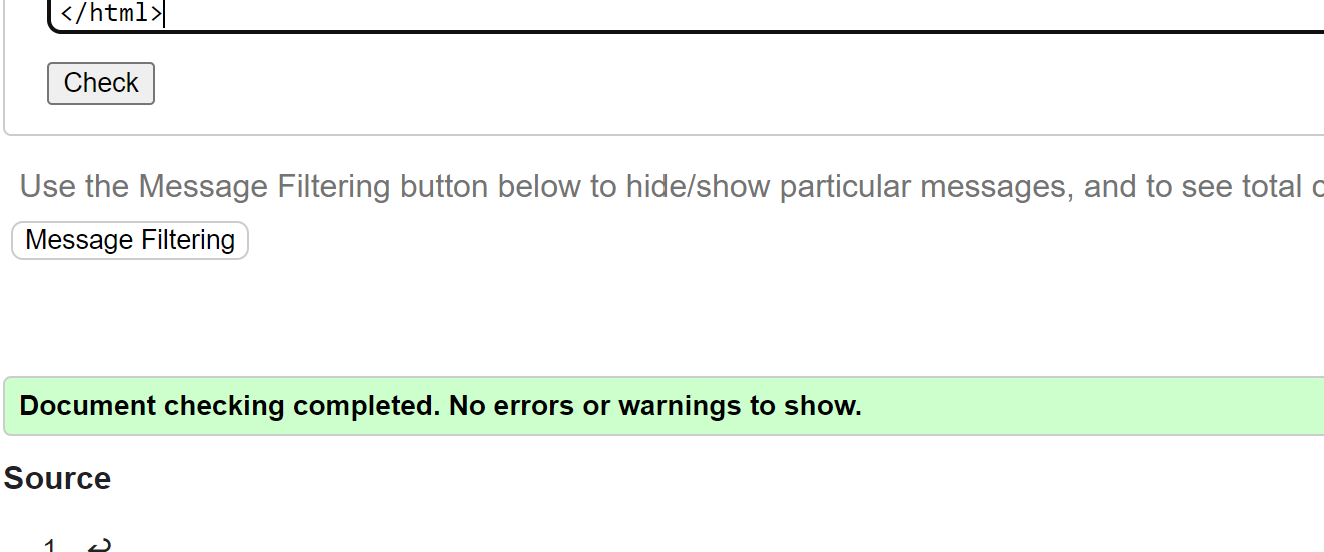 </html>
Check
Use the Message Filtering button below to hide/show particular messages, and to see total
Message Filtering
Document checking completed. No errors or warnings to show.
Source
1 ↩